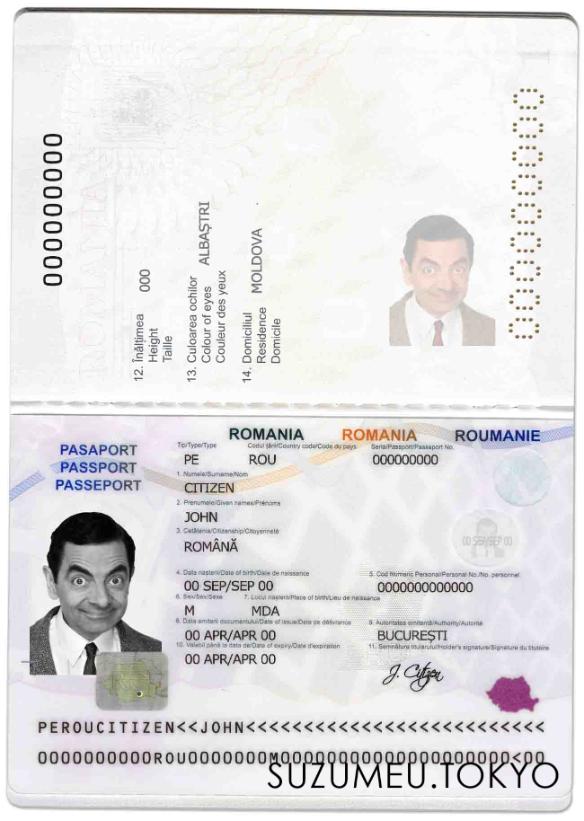 000000000
12. Înălțimea 000
Height
Taille
13. Culoarea ochilor
Colour of eyes ALBAȘTRI
Couleur des yeux
14. Domiciliul
Residence MOLDOVA
Domicile
000000000
ROMANIA ROMANIA ROUMANIE
PASAPORT
PASSPORT
PASSEPORT
Tip/Type/Type Codul țării/Country code/Code du pays Seria/Passport/Passeport No.
PE ROU 000000000
1. Numele/Surname/Nom
CITIZEN
2. Prenumele/Given names/Prénoms
JOHN
3. Cetățenia/Citizenship/Citoyenneté
ROMÂNĂ
4. Data nașterii/Date of birth/Date de naissance 5. Cod Numeric Personal/Personal No./No. personnel
00 SEP/SEP 00 0000000000000
6. Sex/Sex/Sexe 7. Locul nașterii/Place of birth/Lieu de naissance
M MDA
8. Data emiterii documentului/Date of issue/Date de délivrance 9. Autoritatea emitentă/Authority/Autorité
00 APR/APR 00 BUCUREȘTI
10. Valabil până la data de/Date of expiry/Date d'expiration 11. Semnătura titularului/Holder's signature/Signature du titulaire
00 APR/APR 00 J. Citizen
00 SEP/SEP 00
PEROUCITIZEN<<JOHN<<<<<<<<<<<<<<<<<<<<<<<<<<
0000000000ROU0000000M0000000000000000000<00
SUZUMEU.TOKYO